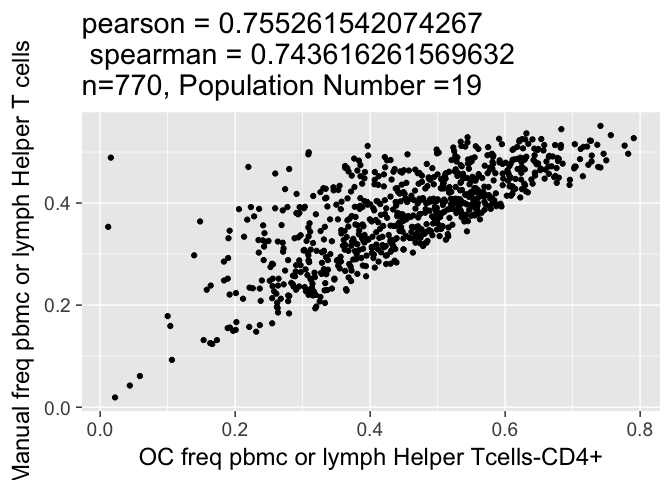 pearson = 0.755261542074267
spearman = 0.743616261569632
n=770, Population Number =19
Manual freq pbmc or lymph Helper T cells
0.4
0.2
0.0
0.0 0.2 0.4 0.6 0.8
OC freq pbmc or lymph Helper Tcells-CD4+